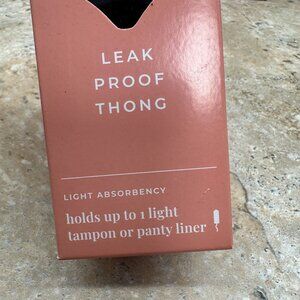 LEAK
PROOF
THONG
LIGHT ABSORBENCY
holds up to 1 light
tampon or panty liner